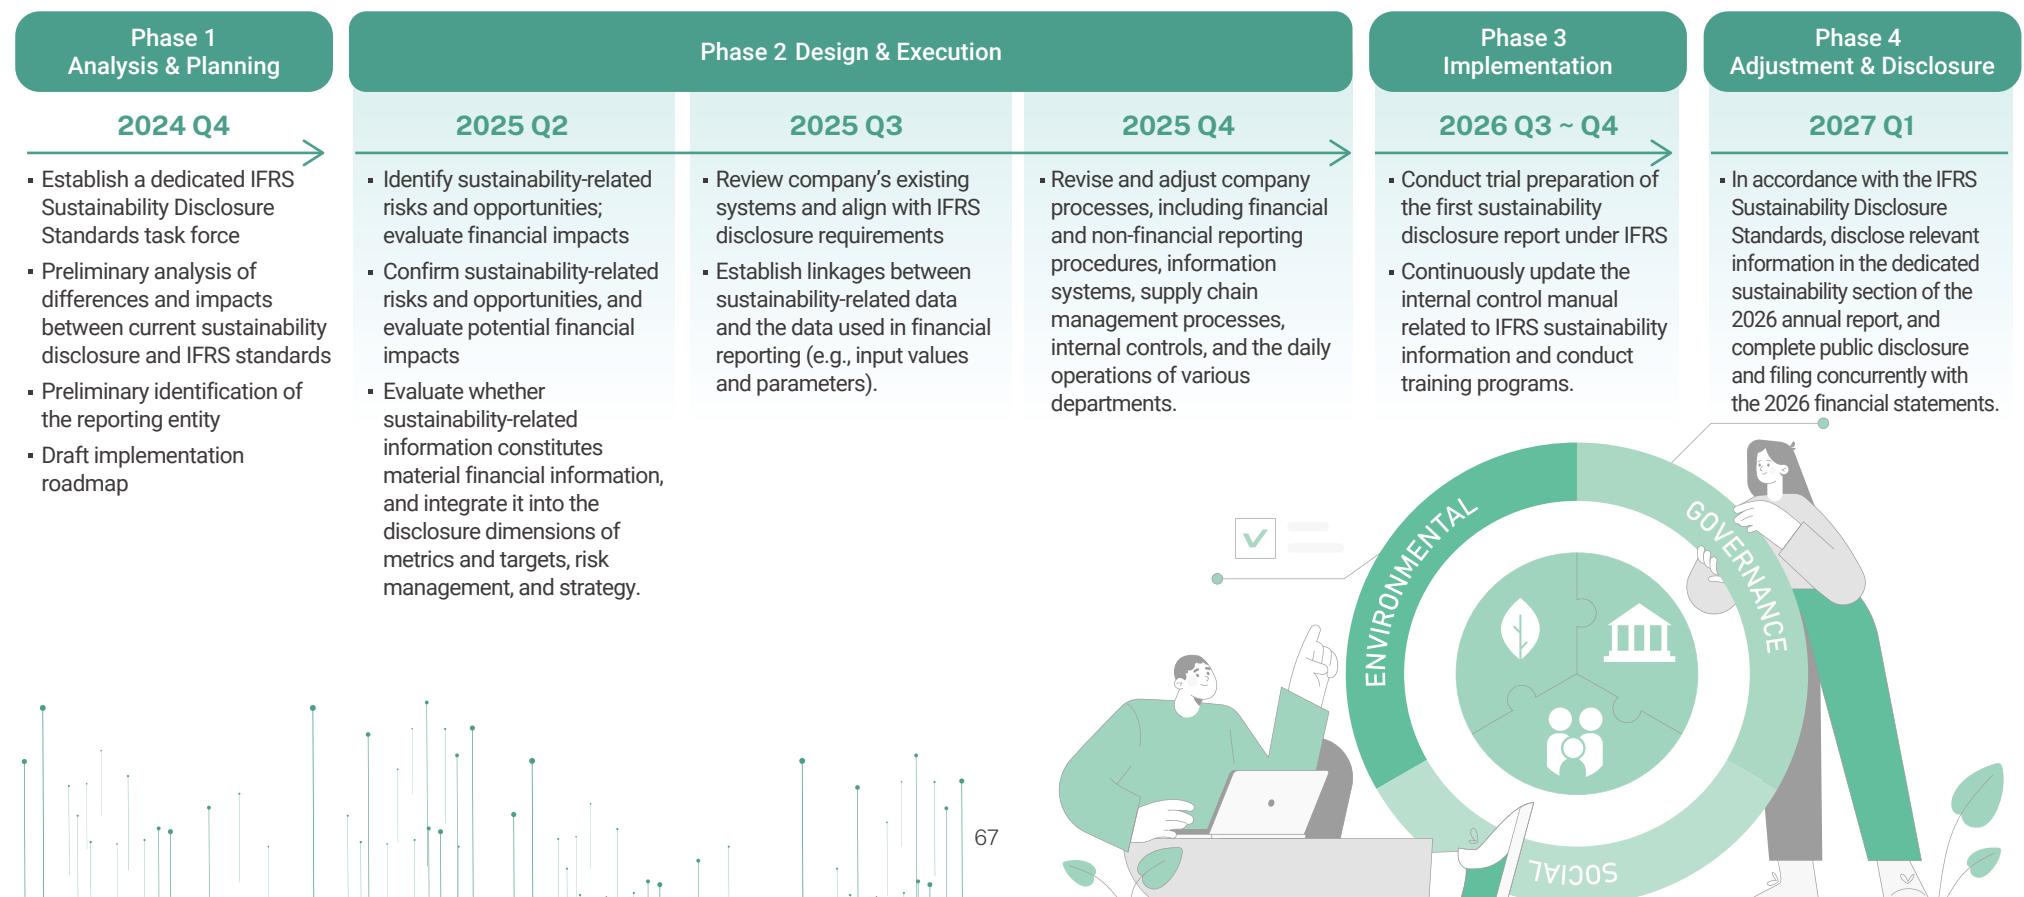 Phase 1
Analysis & Planning
2024 Q4
▪ Establish a dedicated IFRS
Sustainability Disclosure
Standards task force
▪ Preliminary analysis of
differences and impacts
between current sustainability
disclosure and IFRS standards
▪ Preliminary identification of
the reporting entity
▪ Draft implementation
roadmap
Phase 2 Design & Execution
2025 Q2
▪ Identify sustainability-related
risks and opportunities;
evaluate financial impacts
▪ Confirm sustainability-related
risks and opportunities, and
evaluate potential financial
impacts
▪ Evaluate whether
sustainability-related
information constitutes
material financial information,
and integrate it into the
disclosure dimensions of
metrics and targets, risk
management, and strategy.
2025 Q3
▪ Review company’s existing
systems and align with IFRS
disclosure requirements
▪ Establish linkages between
sustainability-related data
and the data used in financial
reporting (e.g., input values
and parameters).
2025 Q4
▪ Revise and adjust company
processes, including financial
and non-financial reporting
procedures, information
systems, supply chain
management processes,
internal controls, and the daily
operations of various
departments.
Phase 3
Implementation
2026 Q3 ~ Q4
▪ Conduct trial preparation of
the first sustainability
disclosure report under IFRS
▪ Continuously update the
internal control manual
related to IFRS sustainability
information and conduct
training programs.
Phase 4
Adjustment & Disclosure
2027 Q1
▪ In accordance with the IFRS
Sustainability Disclosure
Standards, disclose relevant
information in the dedicated
sustainability section of the
2026 annual report, and
complete public disclosure
and filing concurrently with
the 2026 financial statements.
ENVIRONMENTAL
GOVERNANCE
SOCIAL
67